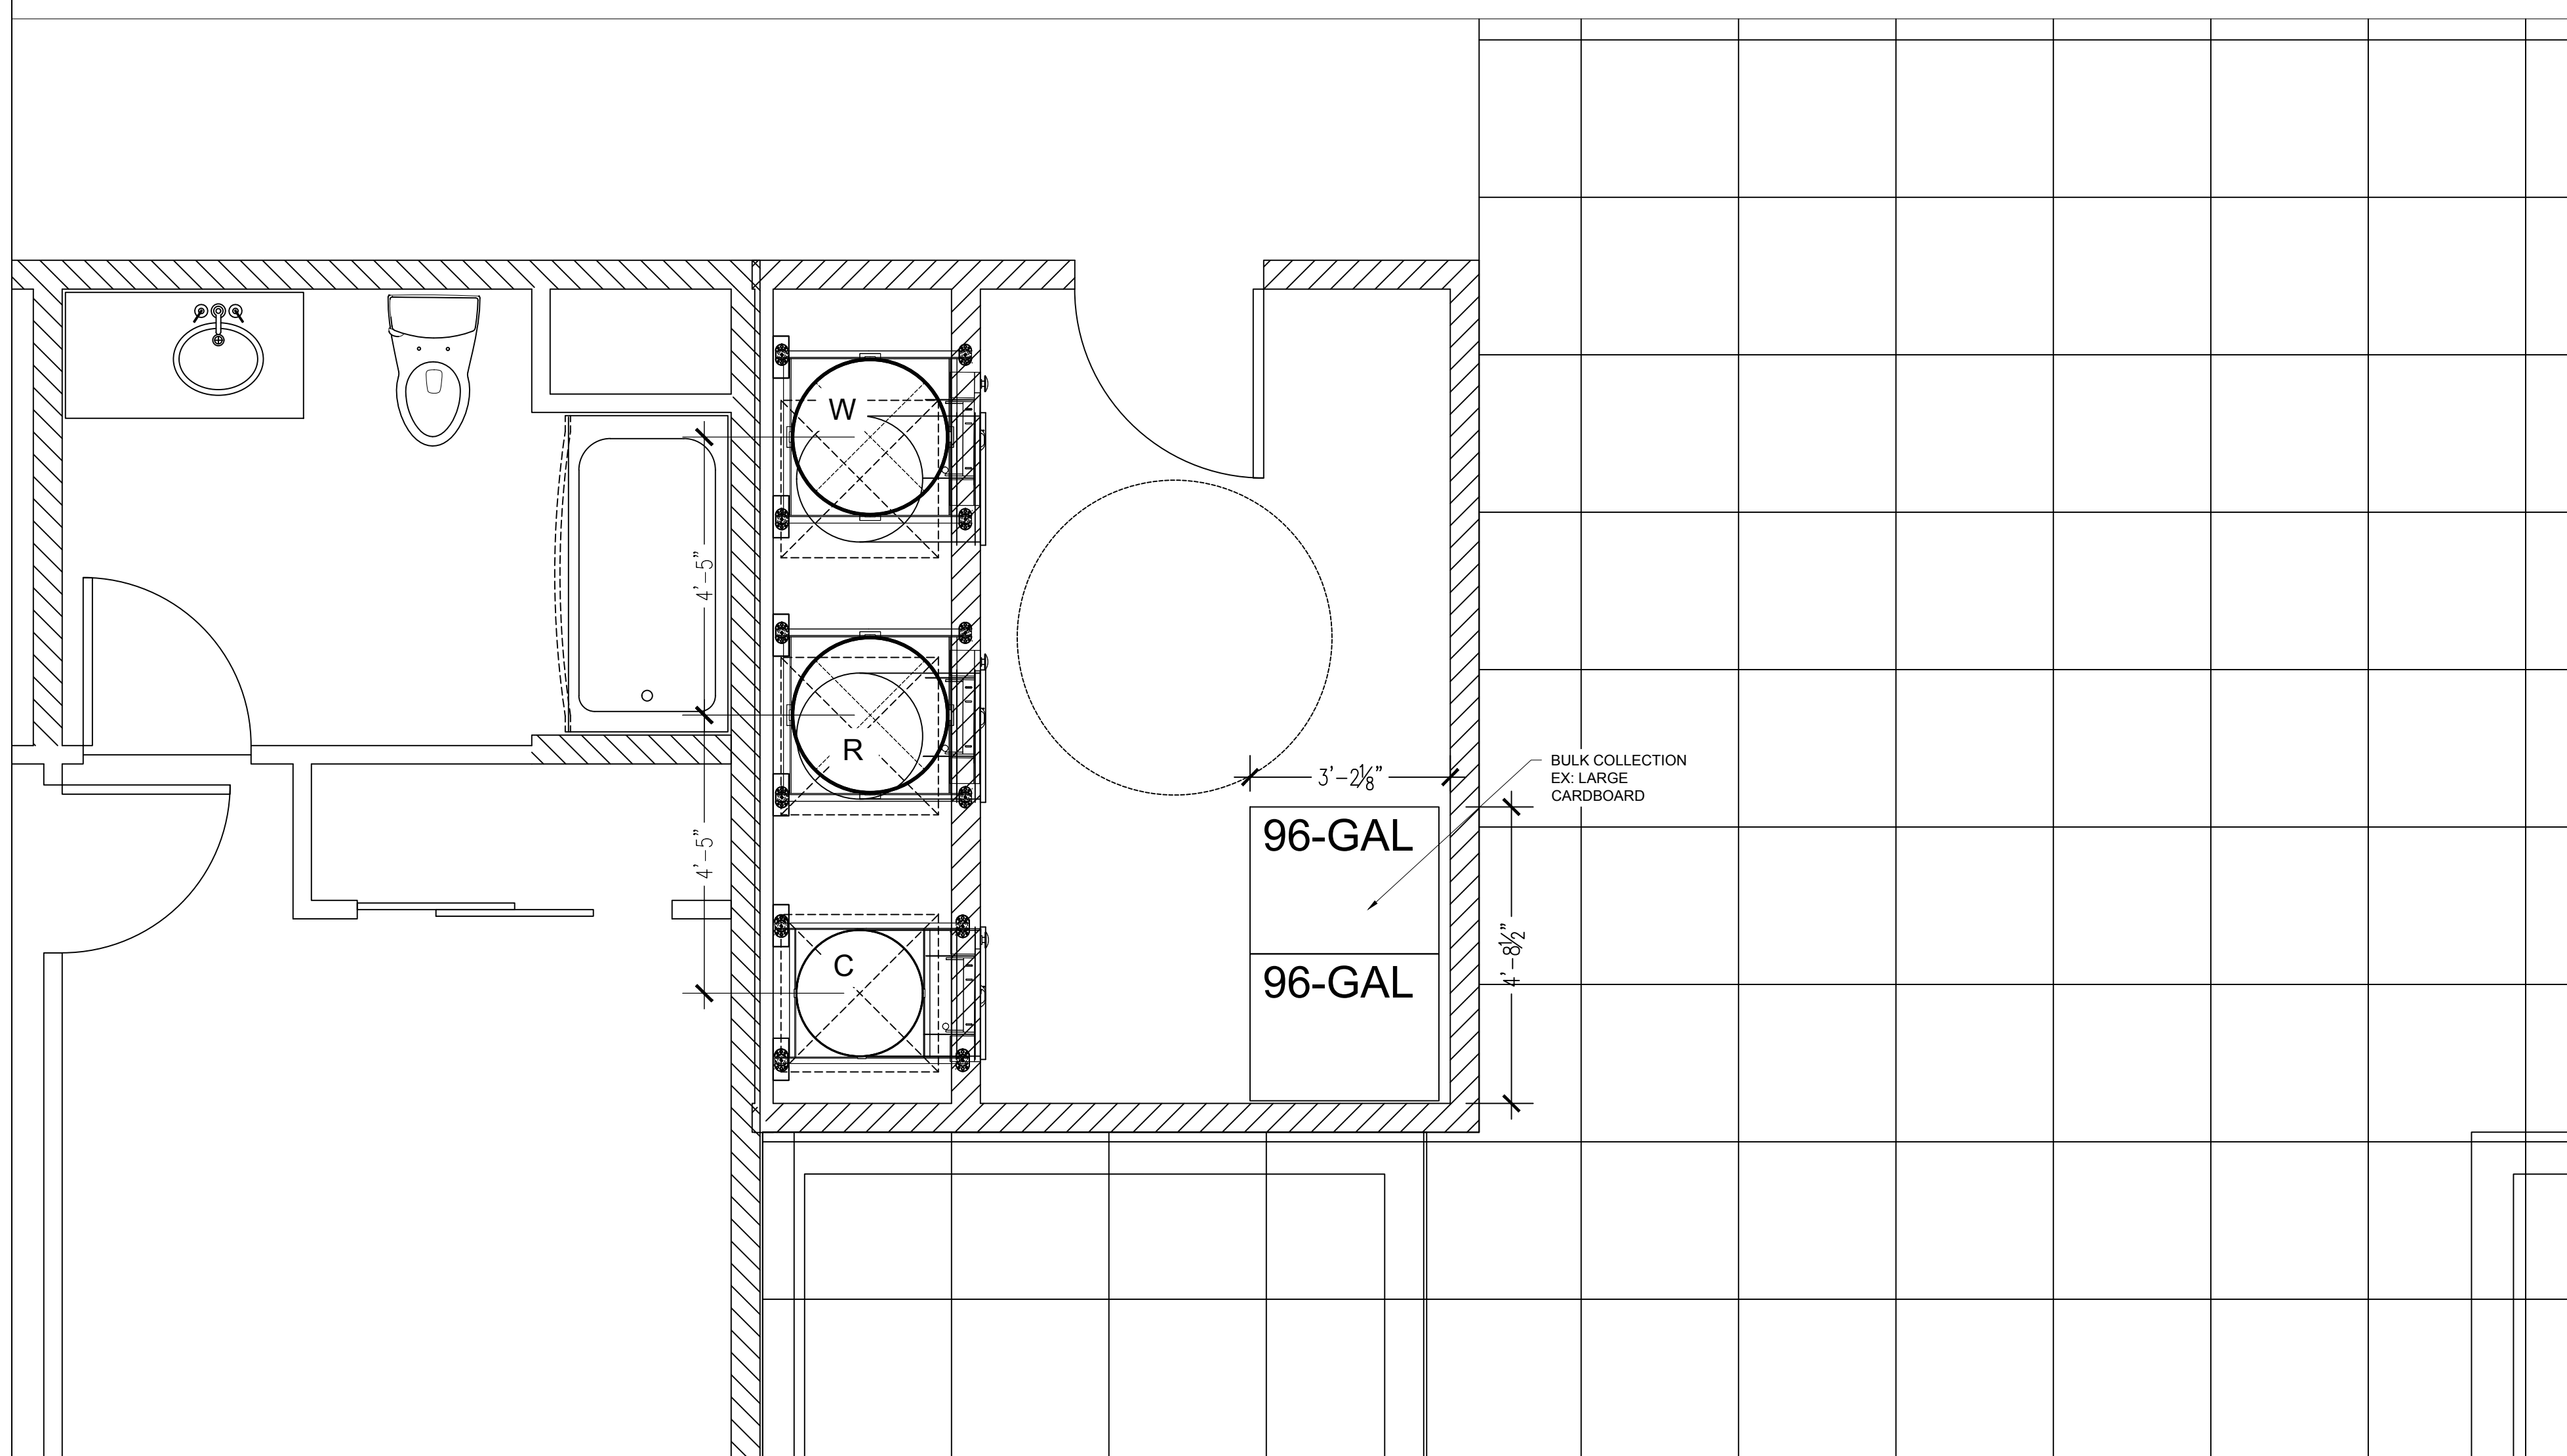 W
4'-5"
R
3'-2⅛"
BULK COLLECTION
EX: LARGE
CARDBOARD
96-GAL
4'-5"
4'-8½"
C
96-GAL